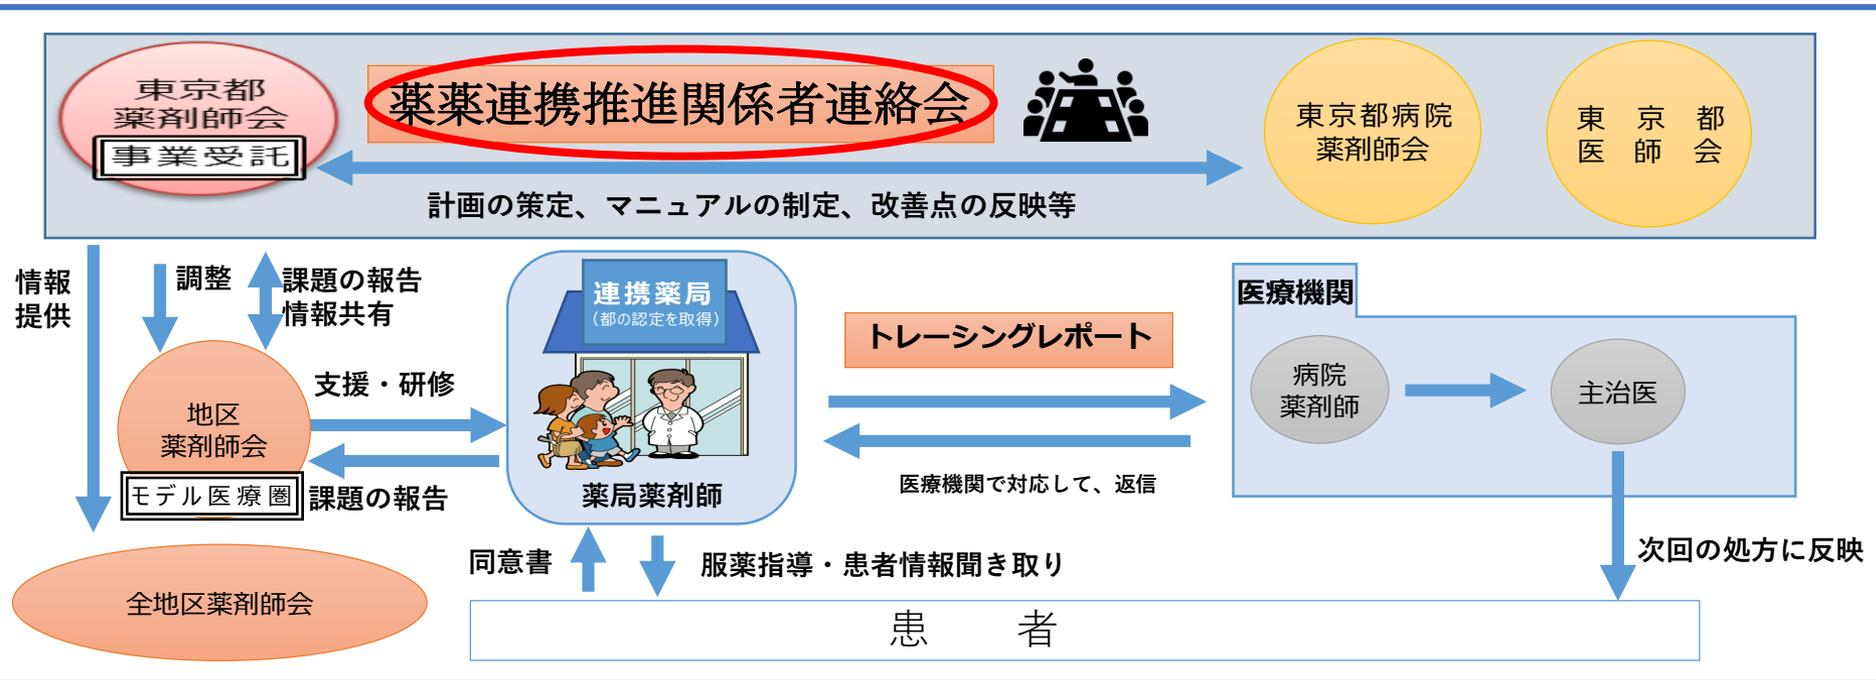 東京都
薬剤師会
事業受託
薬薬連携推進関係者連絡会
計画の策定、マニュアルの制定、改善点の反映等
東京都病院
薬剤師会
東京都
医師会
情報
提供
調整
課題の報告
情報共有
地区
薬剤師会
モデル医療圏
支援・研修
課題の報告
全地区薬剤師会
連携薬局
（都の認定を取得）
薬局薬剤師
トレーシングレポート
医療機関で対応して、返信
医療機関
病院
薬剤師
主治医
同意書
服薬指導・患者情報聞き取り
次回の処方に反映
患者